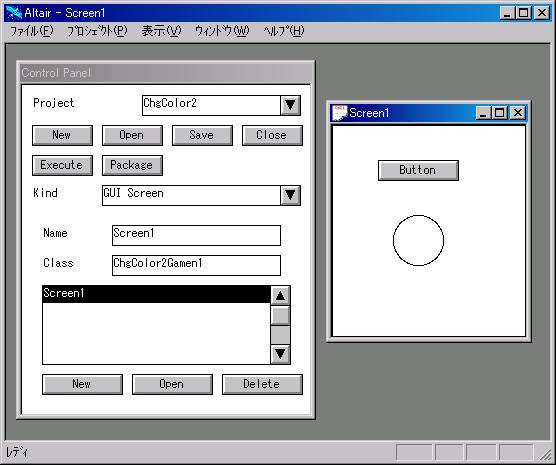 Altair - Screen1
ﾌｧｲﾙ(F) ﾌﾟﾛｼﾞｪｸﾄ(P) 表示(V) ｳｨﾝﾄﾞｳ(W) ﾍﾙﾌﾟ(H)
Control Panel
Project ChgColor2
New Open Save Close
Execute Package
Kind GUI Screen
Name Screen1
Class ChgColor2Gamen1
Screen1
New Open Delete
Screen1
Button
ﾚﾃﾞｨ